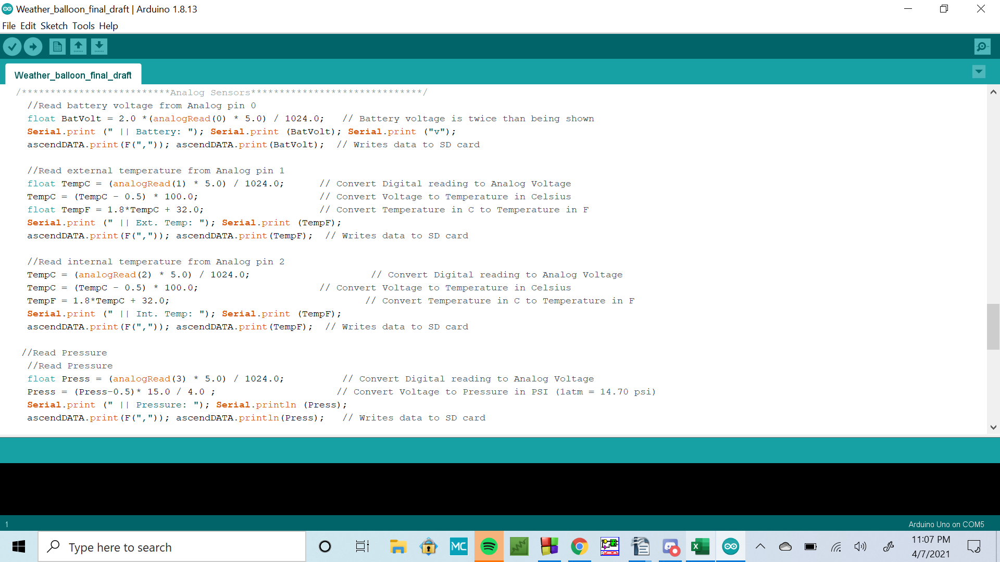 Weather_balloon_final_draft | Arduino 1.8.13
File Edit Sketch Tools Help
Weather_balloon_final_draft
/**************************Analog Sensors******************************/
//Read battery voltage from Analog pin 0
float BatVolt = 2.0 *(analogRead(0) * 5.0) / 1024.0;   // Battery voltage is twice than being shown
Serial.print (" || Battery: "); Serial.print (BatVolt); Serial.print ("v");
ascendDATA.print(F(",")); ascendDATA.print(BatVolt);  // Writes data to SD card
//Read external temperature from Analog pin 1
float TempC = (analogRead(1) * 5.0) / 1024.0;      // Convert Digital reading to Analog Voltage
TempC = (TempC - 0.5) * 100.0;                     // Convert Voltage to Temperature in Celsius
float TempF = 1.8*TempC + 32.0;                    // Convert Temperature in C to Temperature in F
Serial.print (" || Ext. Temp: "); Serial.print (TempF);
ascendDATA.print(F(",")); ascendDATA.print(TempF);  // Writes data to SD card
//Read internal temperature from Analog pin 2
TempC = (analogRead(2) * 5.0) / 1024.0;                     // Convert Digital reading to Analog Voltage
TempC = (TempC - 0.5) * 100.0;                     // Convert Voltage to Temperature in Celsius
TempF = 1.8*TempC + 32.0;                                  // Convert Temperature in C to Temperature in F
Serial.print (" || Int. Temp: "); Serial.print (TempF);
ascendDATA.print(F(",")); ascendDATA.print(TempF);  // Writes data to SD card
//Read Pressure
//Read Pressure
float Press = (analogRead(3) * 5.0) / 1024.0;          // Convert Digital reading to Analog Voltage
Press = (Press-0.5)* 15.0 / 4.0 ;                     // Convert Voltage to Pressure in PSI (1atm = 14.70 psi)
Serial.print (" || Pressure: "); Serial.println (Press);
ascendDATA.print(F(",")); ascendDATA.println(Press);   // Writes data to SD card
1
Arduino Uno on COM5
Type here to search
MC
11:07 PM
4/7/2021